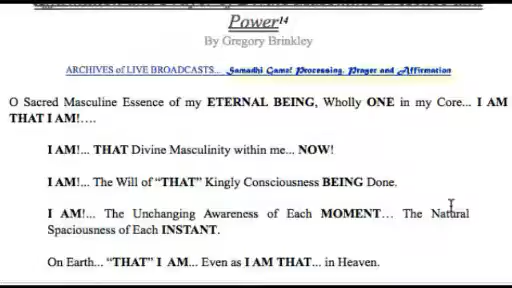 Power¹⁴
By Gregory Brinkley
ARCHIVES of LIVE BROADCASTS... Samadhi Game! Processing, Prayer and Affirmation
O Sacred Masculine Essence of my ETERNAL BEING, Wholly ONE in my Core... I AM
THAT I AM!….
I AM!... THAT Divine Masculinity within me... NOW!
I AM!... The Will of “THAT” Kingly Consciousness BEING Done.
I AM!... The Unchanging Awareness of Each MOMENT… The Natural
Spaciousness of Each INSTANT.
On Earth... “THAT” I AM... Even as I AM THAT... in Heaven.